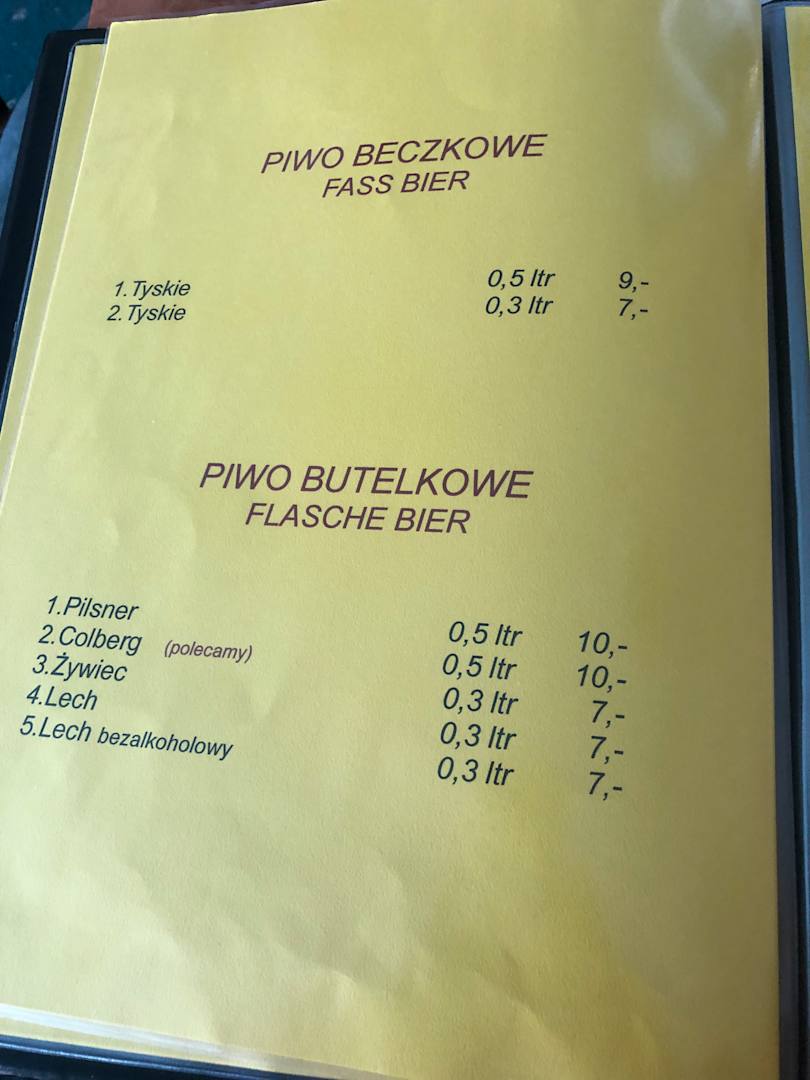 PIWO BECZKOWE
FASS BIER
1.Tyskie 0,5 ltr 9,-
2.Tyskie 0,3 ltr 7,-
PIWO BUTELKOWE
FLASCHE BIER
1.Pilsner 0,5 ltr 10,-
2.Colberg (polecamy) 0,5 ltr 10,-
3.Żywiec 0,3 ltr 7,-
4.Lech 0,3 ltr 7,-
5.Lech bezalkoholowy 0,3 ltr 7,-